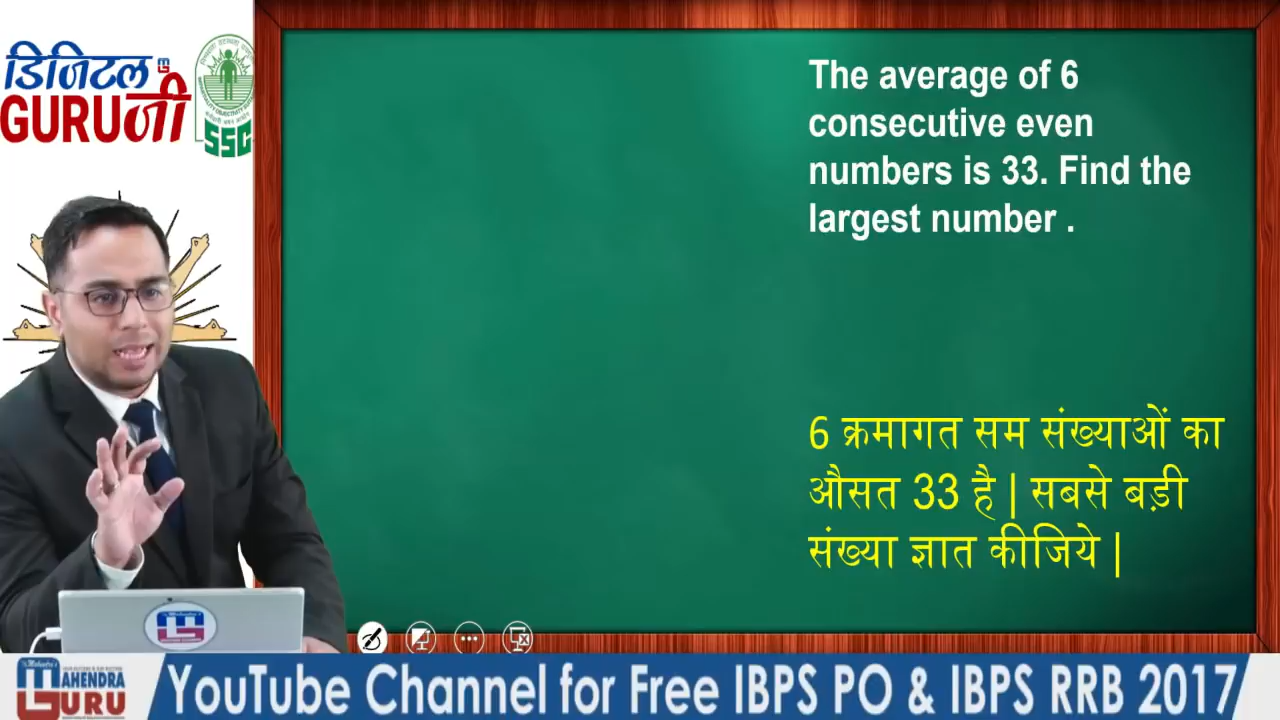 डिजिटल
GURUजी
SSC
The average of 6
consecutive even
numbers is 33. Find the
largest number .
6 क्रमागत सम संख्याओं का
औसत 33 है | सबसे बड़ी
संख्या ज्ञात कीजिये |
MAHENDRA
GURU
YouTube Channel for Free IBPS PO & IBPS RRB 2017